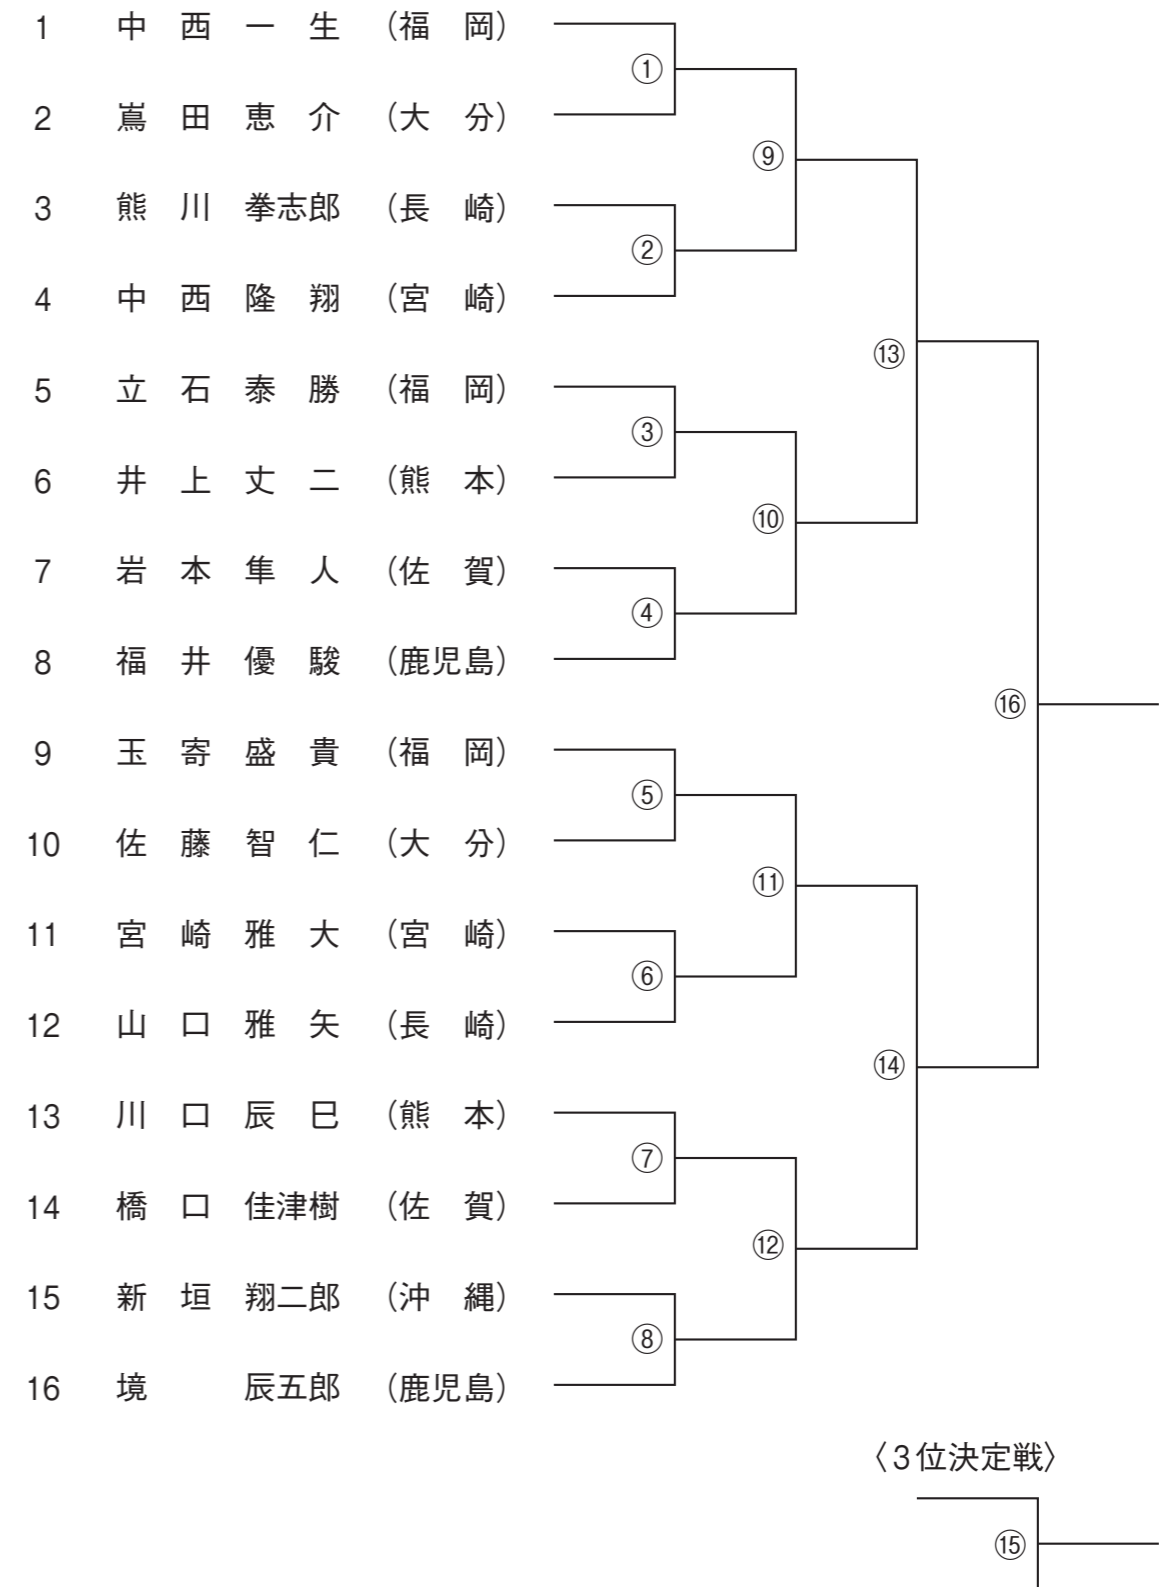 1 中西一生 (福岡)
①
2 嶌田恵介 (大分)
⑨
3 熊川拳志郎 (長崎)
②
4 中西隆翔 (宮崎)
⑬
5 立石泰勝 (福岡)
③
6 井上丈二 (熊本)
⑩
7 岩本隼人 (佐賀)
④
8 福井優駿 (鹿児島)
⑯
9 玉寄盛貴 (福岡)
⑤
10 佐藤智仁 (大分)
⑪
11 宮崎雅大 (宮崎)
⑥
12 山口雅矢 (長崎)
⑭
13 川口辰巳 (熊本)
⑦
14 橋口佳津樹 (佐賀)
⑫
15 新垣翔二郎 (沖縄)
⑧
16 境 辰五郎 (鹿児島)
〈3位決定戦〉
⑮